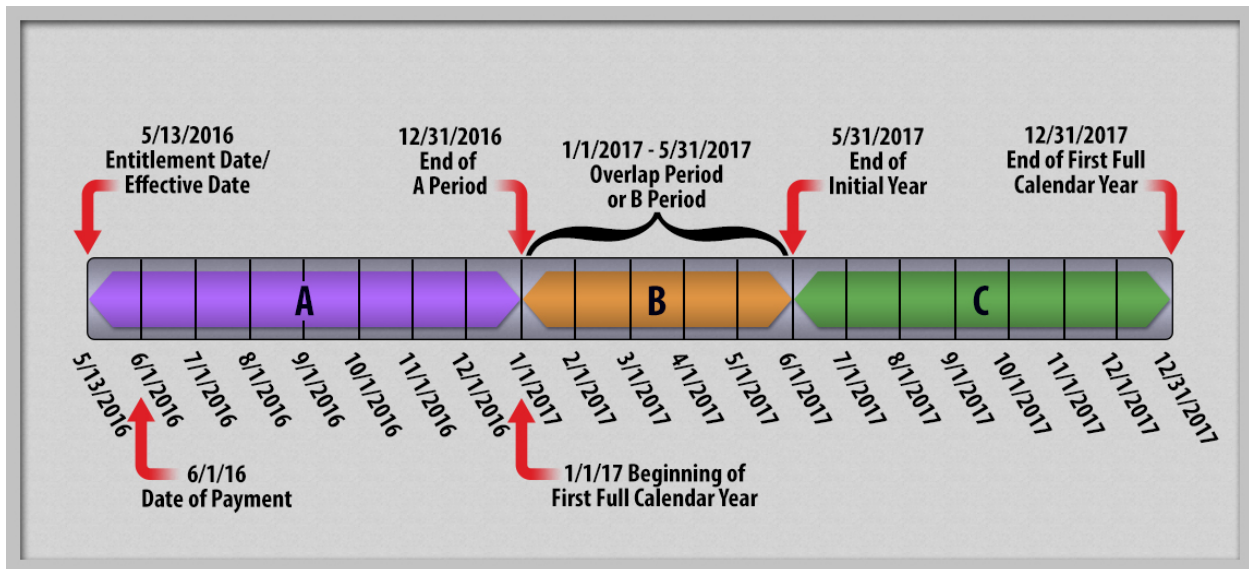 5/13/2016
Entitlement Date/
Effective Date
12/31/2016
End of
A Period
1/1/2017 - 5/31/2017
Overlap Period
or B Period
5/31/2017
End of
Initial Year
12/31/2017
End of First Full
Calendar Year
A
B
C
5/13/2016
6/1/2016
7/1/2016
8/1/2016
9/1/2016
10/1/2016
11/1/2016
12/1/2016
1/1/2017
2/1/2017
3/1/2017
4/1/2017
5/1/2017
6/1/2017
7/1/2017
8/1/2017
9/1/2017
10/1/2017
11/1/2017
12/1/2017
12/31/2017
6/1/16
Date of Payment
1/1/17 Beginning of
First Full Calendar Year